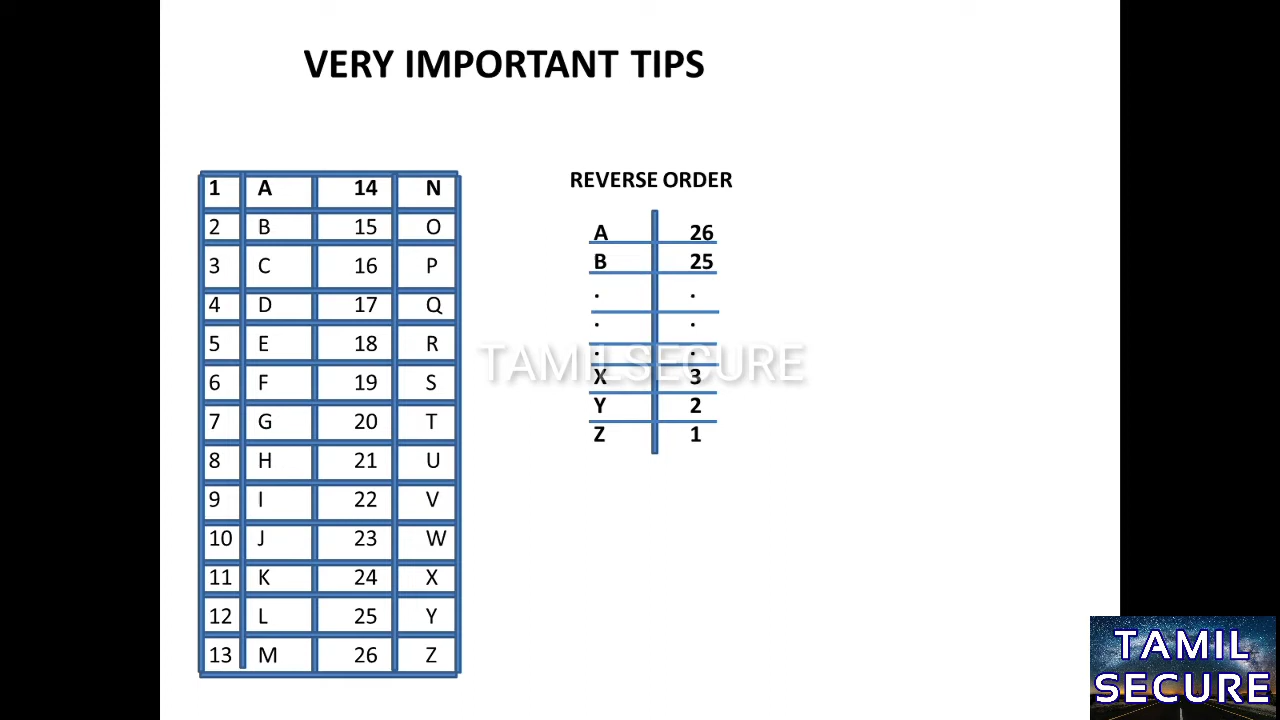 VERY IMPORTANT TIPS
1 A 14 N
2 B 15 O
3 C 16 P
4 D 17 Q
5 E 18 R
6 F 19 S
7 G 20 T
8 H 21 U
9 I 22 V
10 J 23 W
11 K 24 X
12 L 25 Y
13 M 26 Z
REVERSE ORDER
A 26
B 25
. .
. .
. .
X 3
Y 2
Z 1
TAMILSECURE
TAMIL
SECURE